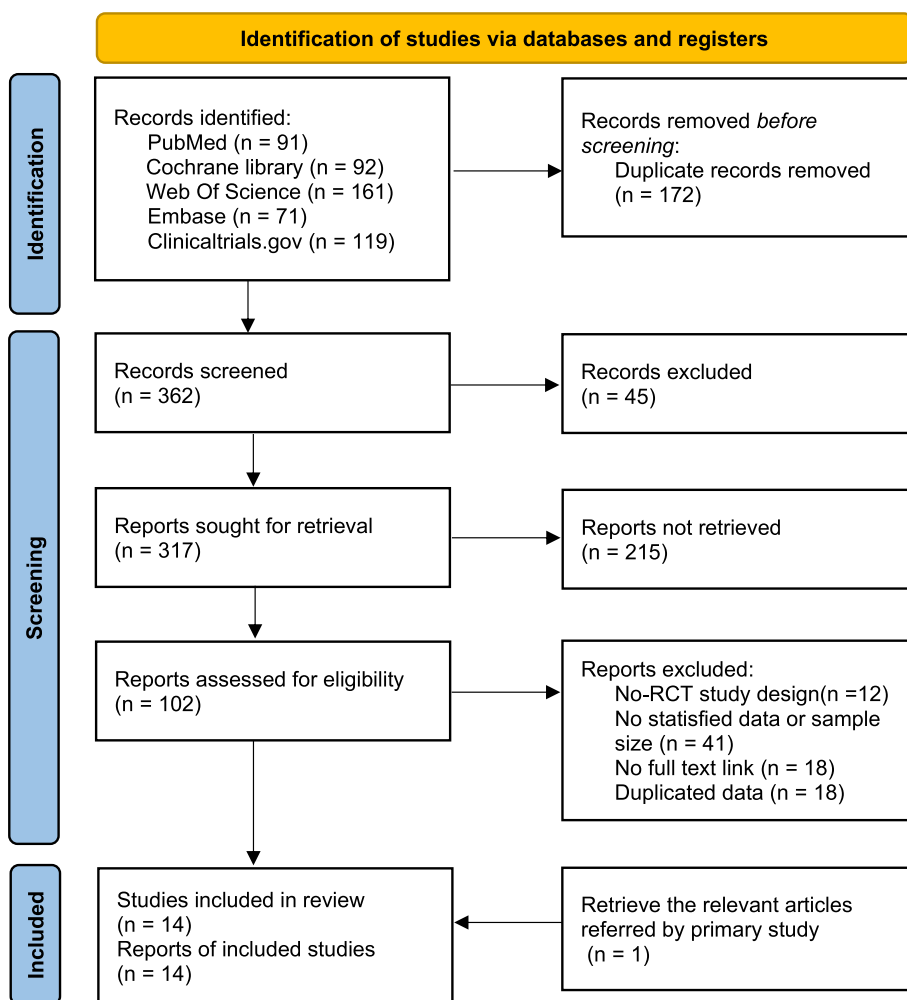 Identification of studies via databases and registers
Identification
Records identified:
PubMed (n = 91)
Cochrane library (n = 92)
Web Of Science (n = 161)
Embase (n = 71)
Clinicaltrials.gov (n = 119)
Records removed before
screening:
Duplicate records removed
(n = 172)
Screening
Records screened
(n = 362)
Records excluded
(n = 45)
Reports sought for retrieval
(n = 317)
Reports not retrieved
(n = 215)
Reports assessed for eligibility
(n = 102)
Reports excluded:
No-RCT study design(n =12)
No statisfied data or sample
size (n = 41)
No full text link (n = 18)
Duplicated data (n = 18)
Included
Studies included in review
(n = 14)
Reports of included studies
(n = 14)
Retrieve the relevant articles
referred by primary study
(n = 1)